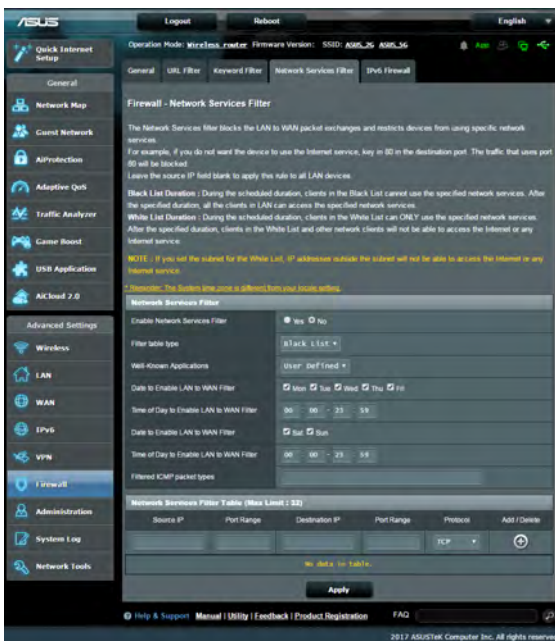 ASUS
Logout
Reboot
English
Quick Internet Setup
Operation Mode: Wireless router Firmware Version: SSID: ASUS_2G ASUS_5G
App
General
URL Filter
Keyword Filter
Network Services Filter
IPv6 Firewall
General
Network Map
Guest Network
AiProtection
Adaptive QoS
Traffic Analyzer
Game Boost
USB Application
AiCloud 2.0
Advanced Settings
Wireless
LAN
WAN
IPv6
VPN
Firewall
Administration
System Log
Network Tools
Firewall - Network Services Filter
The Network Services filter blocks the LAN to WAN packet exchanges and restricts devices from using specific network
services.
For example, if you do not want the device to use the Internet service, key in 80 in the destination port. The traffic that uses port
80 will be blocked
Leave the source IP field blank to apply this rule to all LAN devices.
Black List Duration : During the scheduled duration, clients in the Black List cannot use the specified network services. After
the specified duration, all the clients in LAN can access the specified network services.
White List Duration : During the scheduled duration, clients in the White List can ONLY use the specified network services.
After the specified duration, clients in the White List and other network clients will not be able to access the Internet or any
Internet service.
NOTE : If you set the subnet for the White List, IP addresses outside the subnet will not be able to access the Internet or any
Internet service.
* Reminder: The System time zone is different from your locale setting.
Network Services Filter
Enable Network Services Filter Yes No
Filter table type Black List
Well-Known Applications User Defined
Date to Enable LAN to WAN Filter Mon Tue Wed Thu Fri
Time of Day to Enable LAN to WAN Filter 00 : 00 - 23 : 59
Date to Enable LAN to WAN Filter Sat Sun
Time of Day to Enable LAN to WAN Filter 00 : 00 - 23 : 59
Filtered ICMP packet types
Network Services Filter Table (Max Limit : 32)
Source IP Port Range Destination IP Port Range Protocol Add / Delete
TCP
No data in table.
Apply
Help & Support Manual | Utility | Feedback | Product Registration FAQ
2017 ASUSTeK Computer Inc. All rights reserve